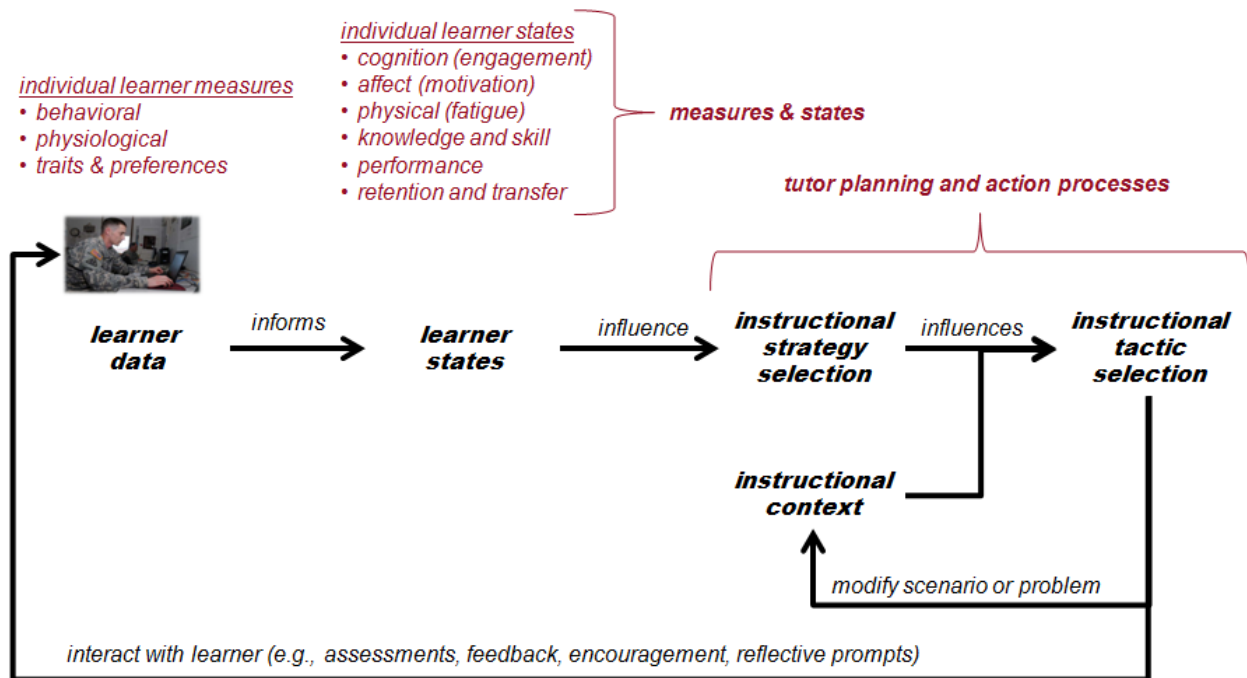 individual learner measures
• behavioral
• physiological
• traits & preferences
individual learner states
• cognition (engagement)
• affect (motivation)
• physical (fatigue)
• knowledge and skill
• performance
• retention and transfer
measures & states
tutor planning and action processes
learner
data
informs
learner
states
influence
instructional
strategy
selection
influences
instructional
tactic
selection
instructional
context
modify scenario or problem
interact with learner (e.g., assessments, feedback, encouragement, reflective prompts)